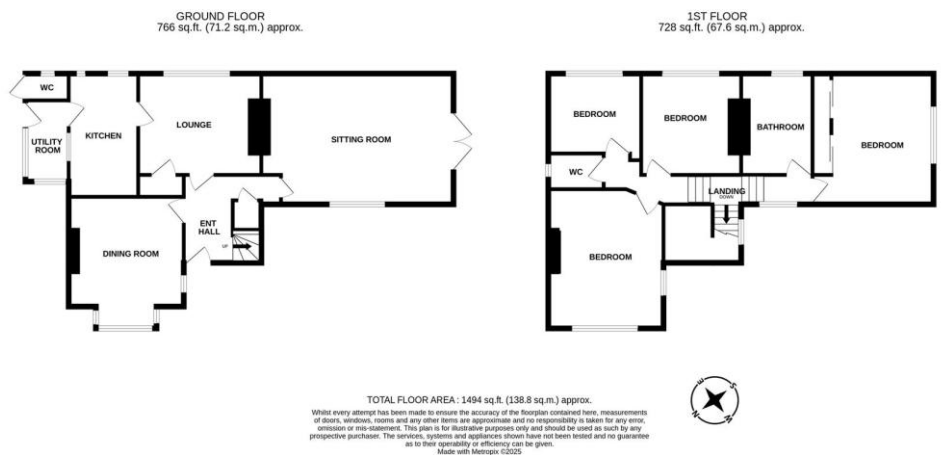 GROUND FLOOR
766 sq.ft. (71.2 sq.m.) approx.
WC
UTILITY
ROOM
KITCHEN
LOUNGE
SITTING ROOM
ENT
HALL
UP
DINING ROOM
1ST FLOOR
728 sq.ft. (67.6 sq.m.) approx.
BEDROOM
BEDROOM
BATHROOM
BEDROOM
WC
LANDING
DOWN
BEDROOM
TOTAL FLOOR AREA : 1494 sq.ft. (138.8 sq.m.) approx.
Whilst every attempt has been made to ensure the accuracy of the floorplan contained here, measurements
of doors, windows, rooms and any other items are approximate and no responsibility is taken for any error,
omission or mis-statement. This plan is for illustrative purposes only and should be used as such by any
prospective purchaser. The services, systems and appliances shown have not been tested and no guarantee
as to their operability or efficiency can be given.
Made with Metropix ©2025
E
S
N
W